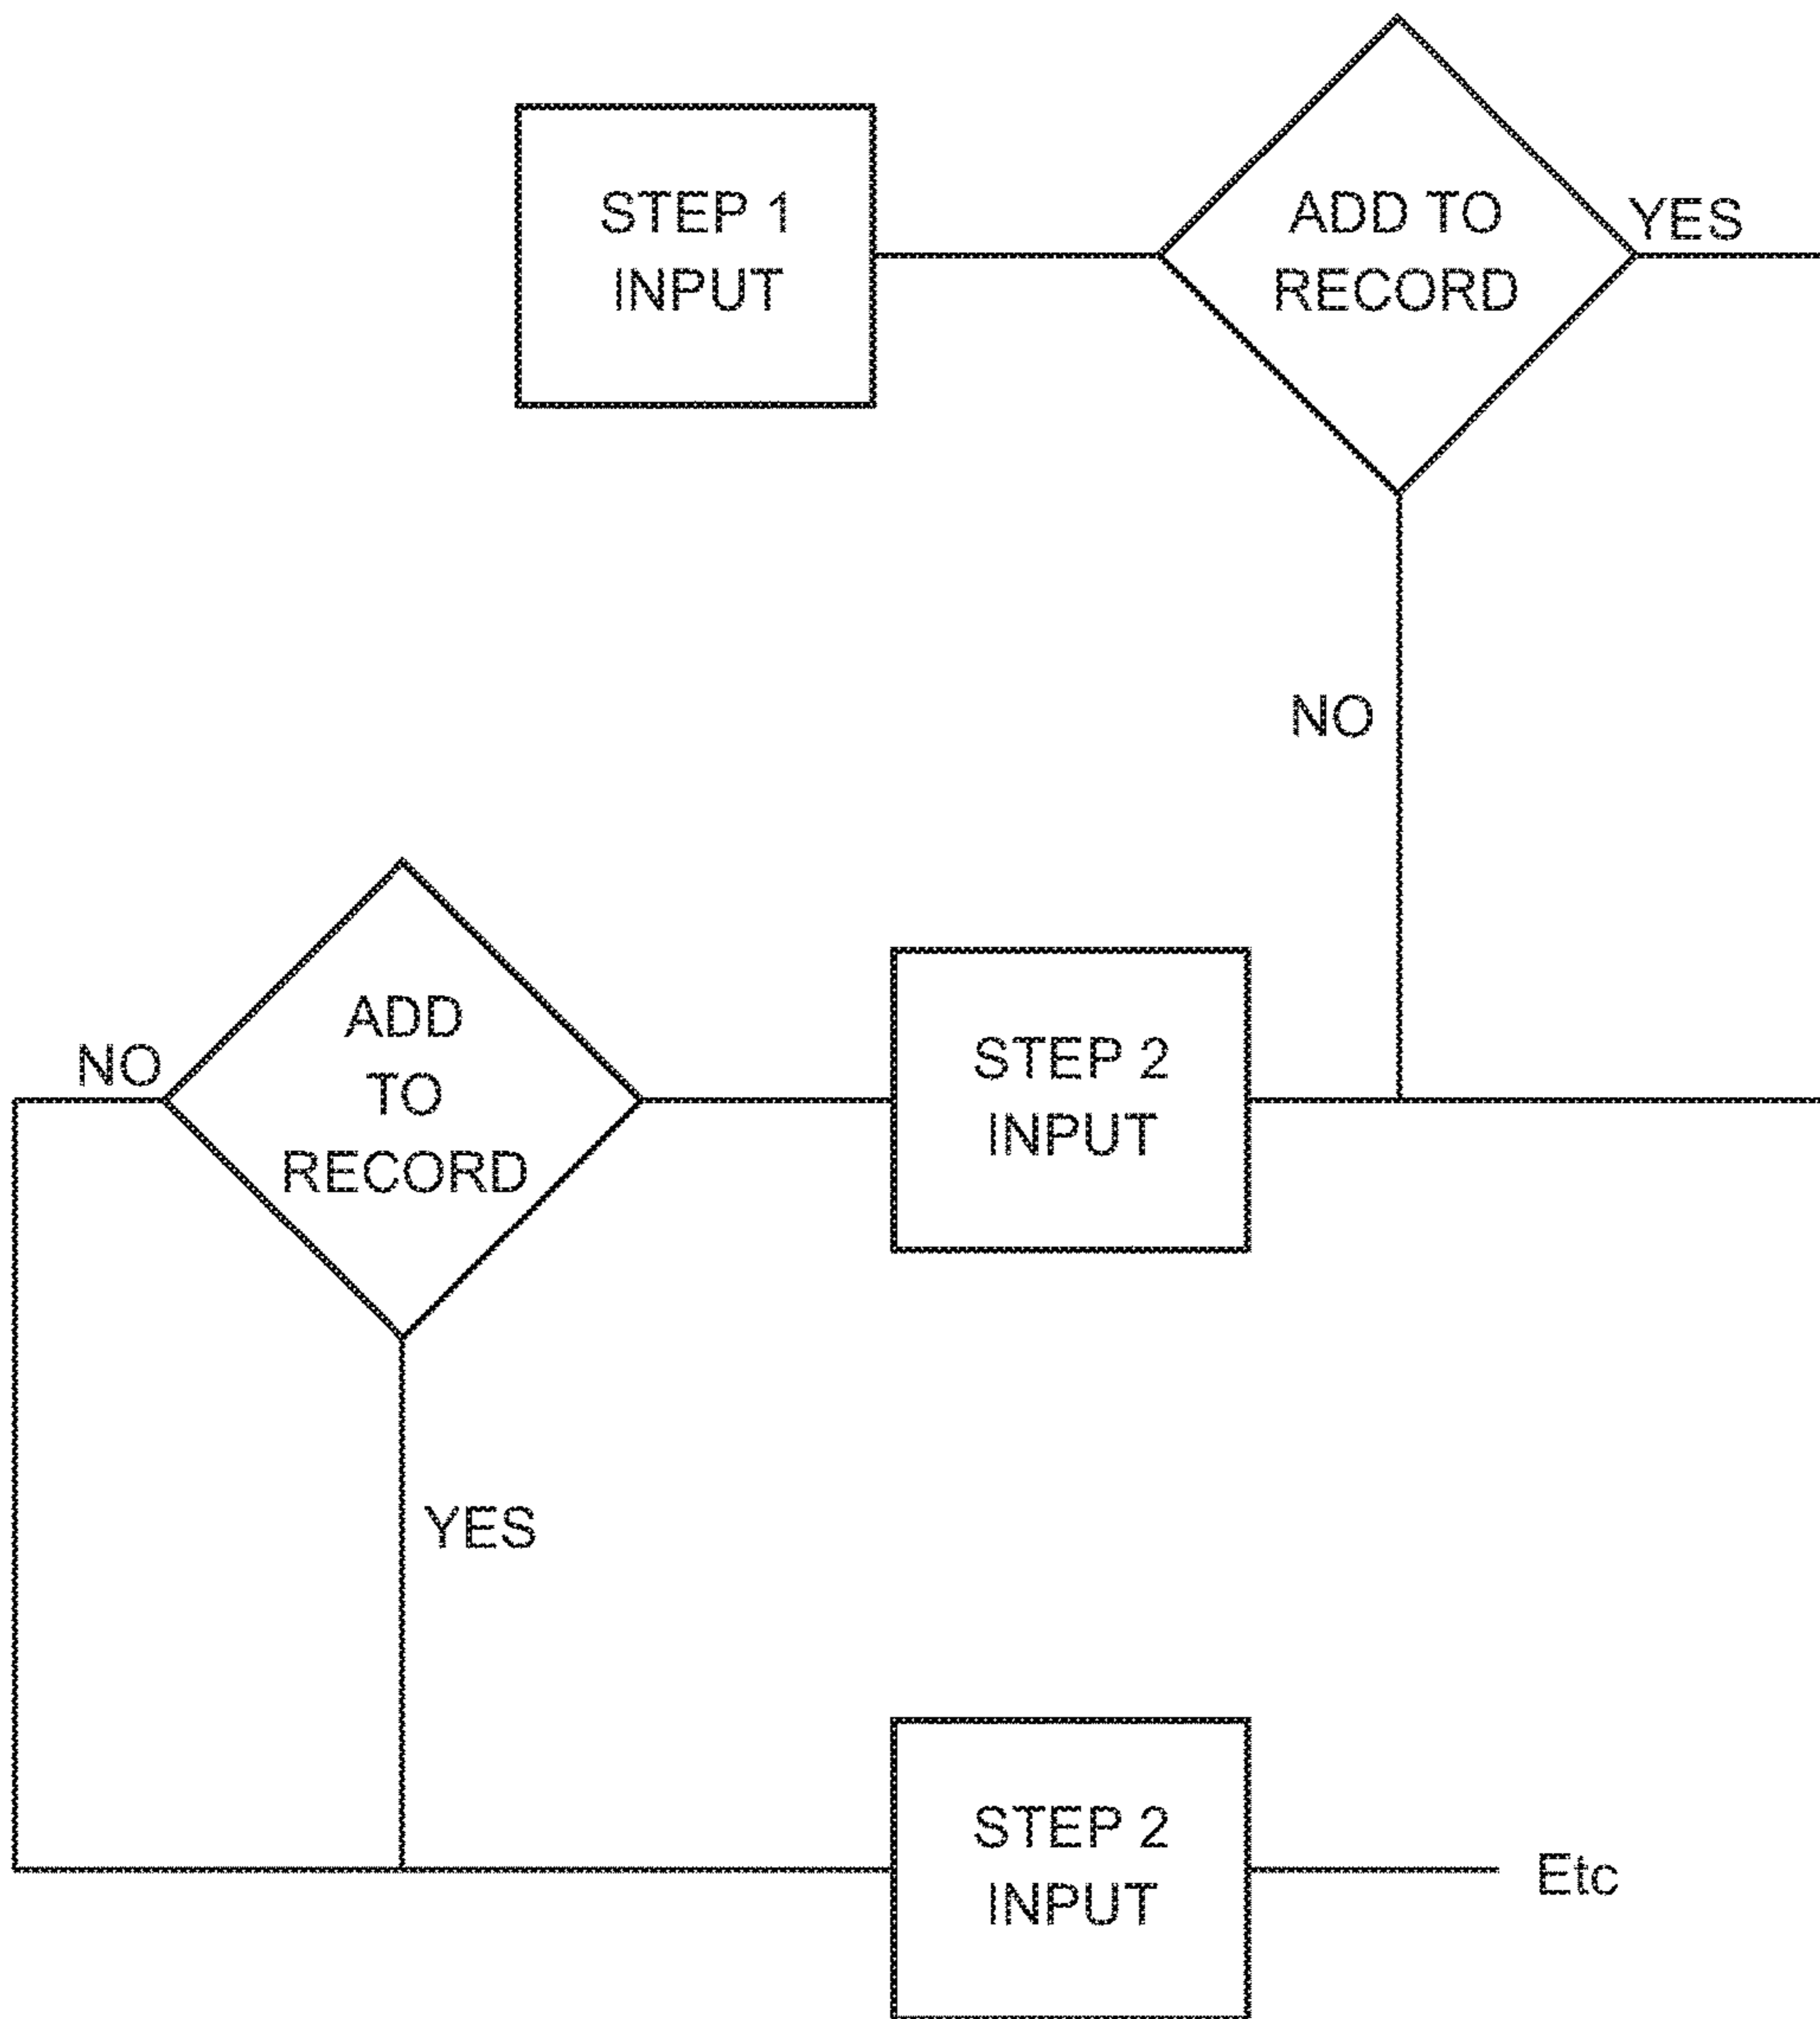 STEP 1
INPUT
ADD TO
RECORD
YES
NO
ADD
TO
RECORD
NO
STEP 2
INPUT
YES
STEP 2
INPUT
Etc